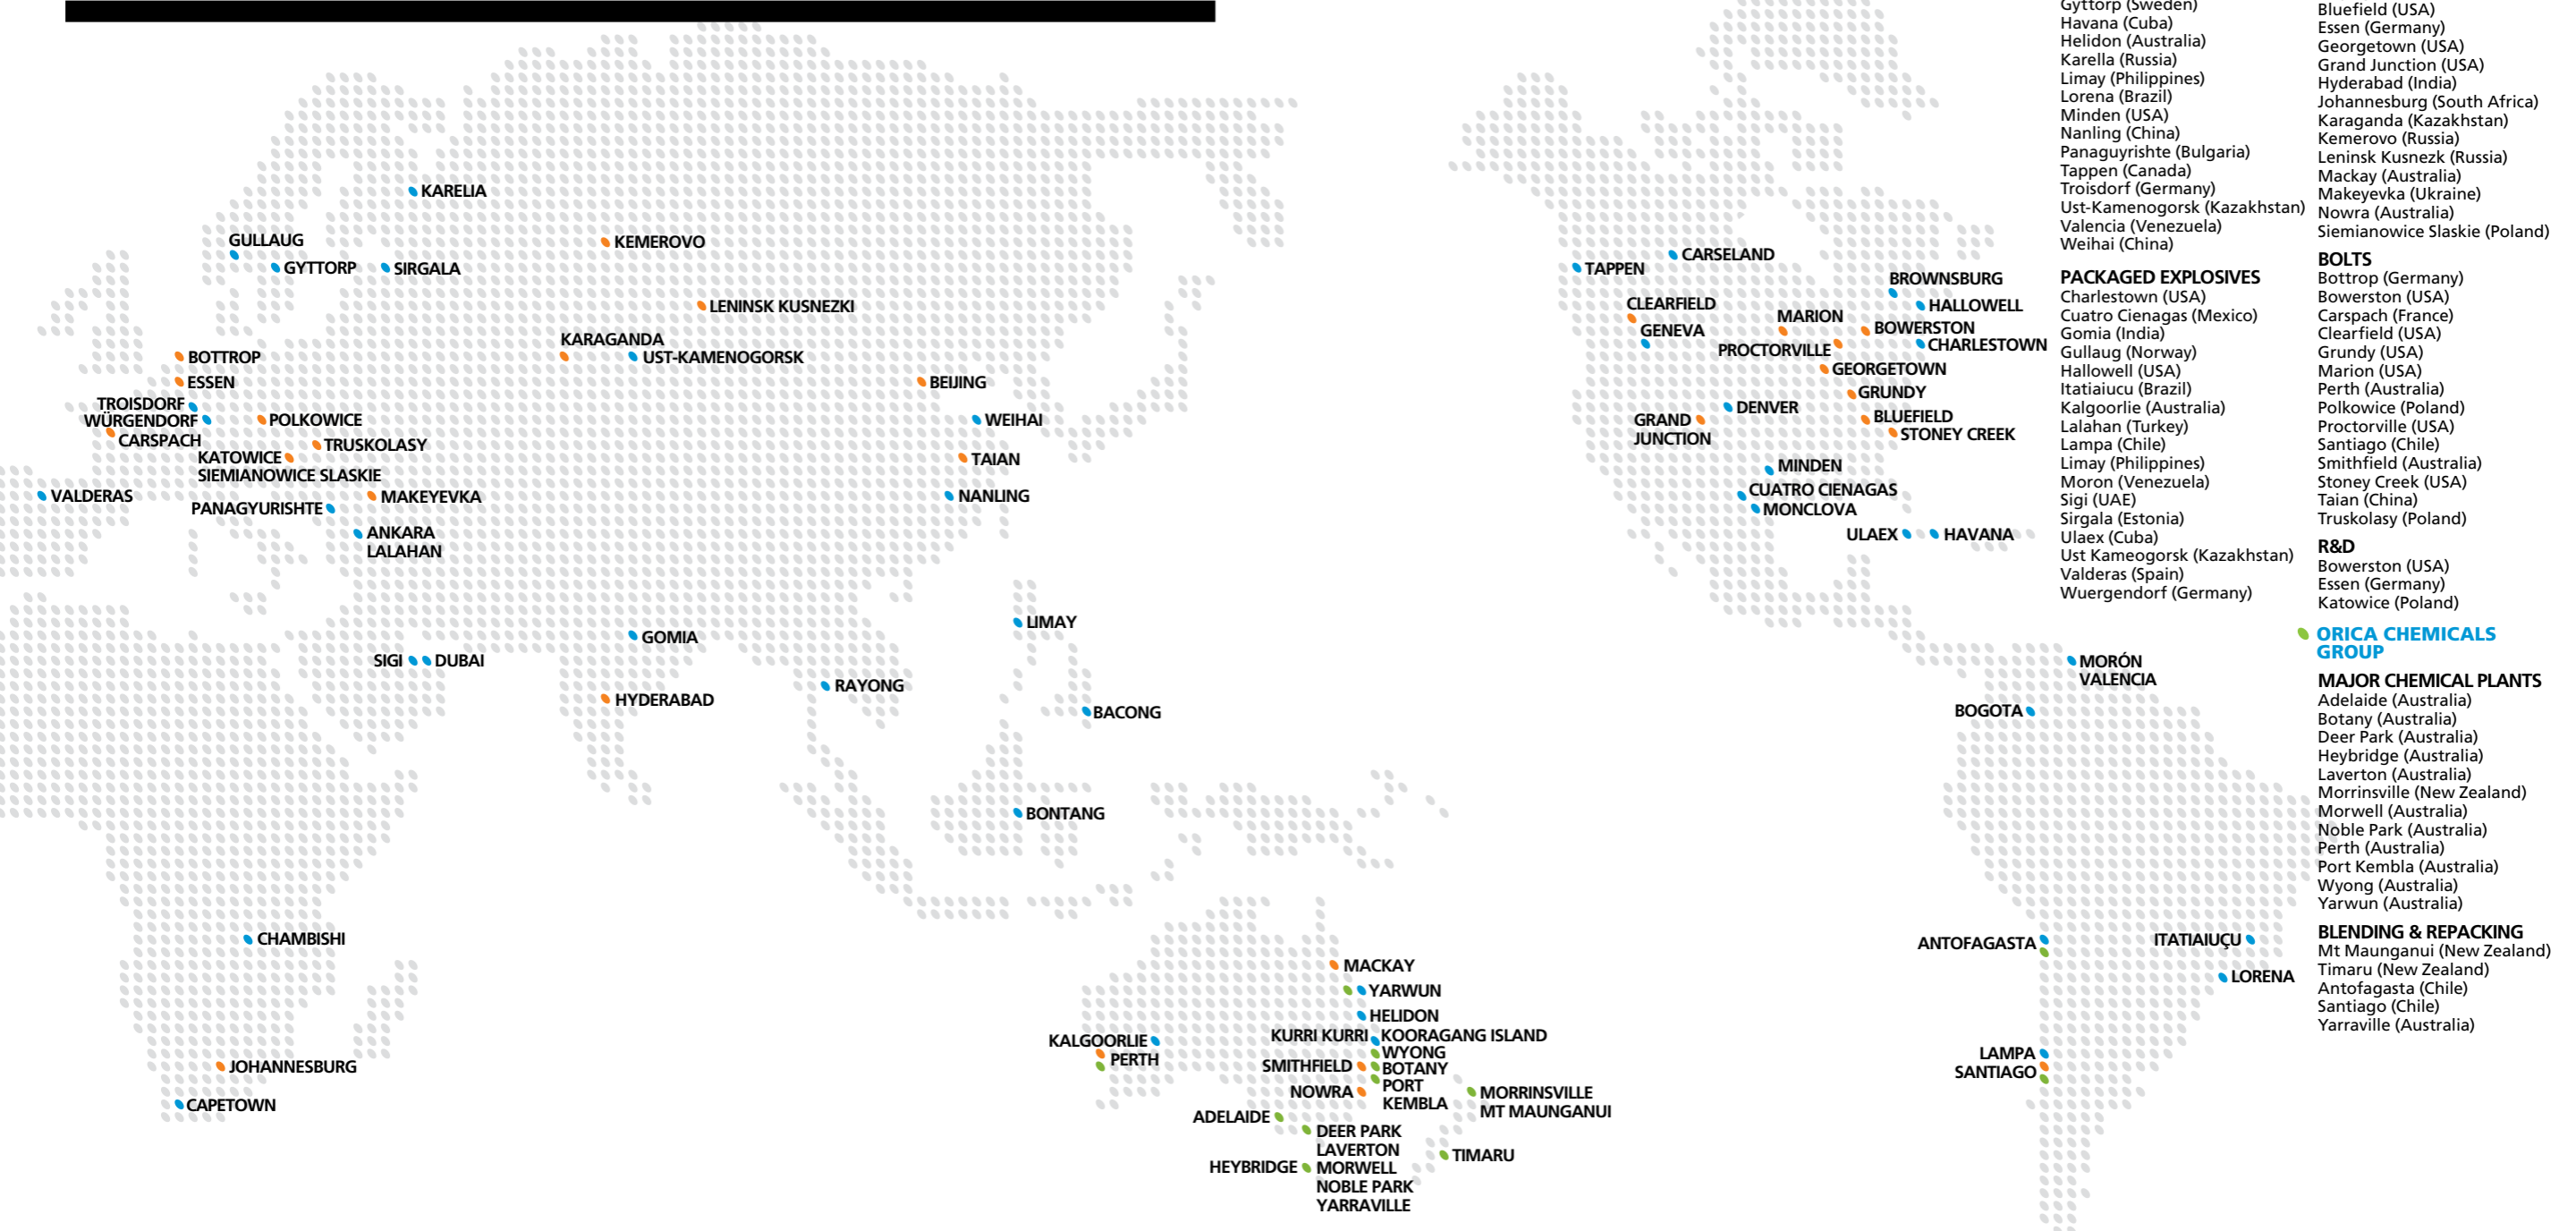 KARELIA
GULLAUG
GYTTORP
SIRGALA
KEMEROVO
LENINSK KUSNEZKI
KARAGANDA
UST-KAMENOGORSK
BOTTROP
ESSEN
BEIJING
TROISDORF
WÜRGENDORF
CARSPACH
POLKOWICE
TRUSKOLASY
KATOWICE
SIEMIANOWICE SLASKIE
WEIHAI
TAIAN
VALDERAS
MAKEYEVKA
PANAGYURISHTE
NANLING
ANKARA
LALAHAN
LIMAY
GOMIA
SIGI
DUBAI
RAYONG
HYDERABAD
BACONG
BONTANG
CHAMBISHI
JOHANNESBURG
CAPETOWN
MACKAY
YARWUN
HELIDON
KURRI KURRI
KOORAGANG ISLAND
KALGOORLIE
PERTH
WYONG
SMITHFIELD
BOTANY
PORT
KEMBLA
NOWRA
MORRINSVILLE
MT MAUNGANUI
ADELAIDE
DEER PARK
LAVERTON
HEYBRIDGE
MORWELL
NOBLE PARK
YARRAVILLE
TIMARU
TAPPEN
CARSELAND
BROWNSBURG
HALLOWELL
CLEARFIELD
GENEVA
MARION
BOWERSTON
PROCTORVILLE
CHARLESTOWN
GEORGETOWN
GRUNDY
DENVER
GRAND
JUNCTION
BLUEFIELD
STONEY CREEK
MINDEN
CUATRO CIENAGAS
MONCLOVA
ULAEX
HAVANA
MORÓN
VALENCIA
BOGOTA
ANTOFAGASTA
ITATIAIUÇU
LORENA
LAMPA
SANTIAGO
Gyttorp (Sweden)
Havana (Cuba)
Helidon (Australia)
Karella (Russia)
Limay (Philippines)
Lorena (Brazil)
Minden (USA)
Nanling (China)
Panaguyrishte (Bulgaria)
Tappen (Canada)
Troisdorf (Germany)
Ust-Kamenogorsk (Kazakhstan)
Valencia (Venezuela)
Weihai (China)
PACKAGED EXPLOSIVES
Charlestown (USA)
Cuatro Cienagas (Mexico)
Gomia (India)
Gullaug (Norway)
Hallowell (USA)
Itatiaiucu (Brazil)
Kalgoorlie (Australia)
Lalahan (Turkey)
Lampa (Chile)
Limay (Philippines)
Moron (Venezuela)
Sigi (UAE)
Sirgala (Estonia)
Ulaex (Cuba)
Ust Kameogorsk (Kazakhstan)
Valderas (Spain)
Wuergendorf (Germany)
Bluefield (USA)
Essen (Germany)
Georgetown (USA)
Grand Junction (USA)
Hyderabad (India)
Johannesburg (South Africa)
Karaganda (Kazakhstan)
Kemerovo (Russia)
Leninsk Kusnezk (Russia)
Mackay (Australia)
Makeyevka (Ukraine)
Nowra (Australia)
Siemianowice Slaskie (Poland)
BOLTS
Bottrop (Germany)
Bowerston (USA)
Carspach (France)
Clearfield (USA)
Grundy (USA)
Marion (USA)
Perth (Australia)
Polkowice (Poland)
Proctorville (USA)
Santiago (Chile)
Smithfield (Australia)
Stoney Creek (USA)
Taian (China)
Truskolasy (Poland)
R&D
Bowerston (USA)
Essen (Germany)
Katowice (Poland)
ORICA CHEMICALS
GROUP
MAJOR CHEMICAL PLANTS
Adelaide (Australia)
Botany (Australia)
Deer Park (Australia)
Heybridge (Australia)
Laverton (Australia)
Morrinsville (New Zealand)
Morwell (Australia)
Noble Park (Australia)
Perth (Australia)
Port Kembla (Australia)
Wyong (Australia)
Yarwun (Australia)
BLENDING & REPACKING
Mt Maunganui (New Zealand)
Timaru (New Zealand)
Antofagasta (Chile)
Santiago (Chile)
Yarraville (Australia)